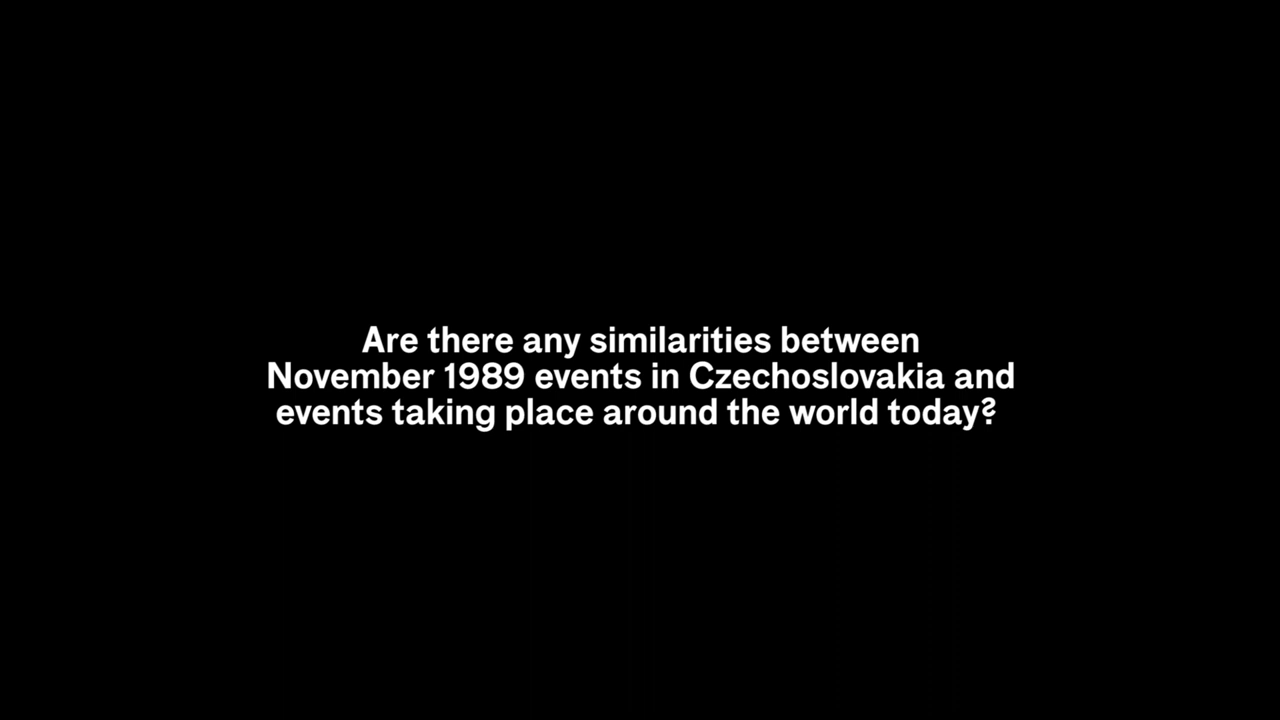 Are there any similarities between
November 1989 events in Czechoslovakia and
events taking place around the world today?